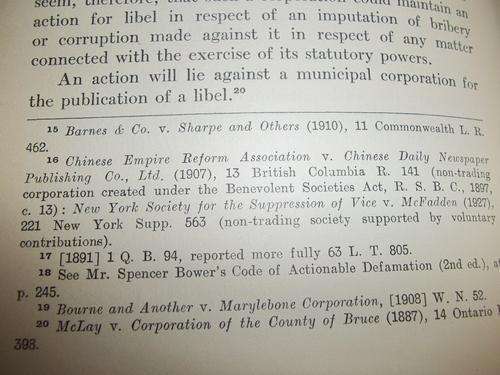 seem, therefore, that such a corporation could maintain an
action for libel in respect of an imputation of bribery
or corruption made against it in respect of any matter
connected with the exercise of its statutory powers.
An action will lie against a municipal corporation for
the publication of a libel.20
15 Barnes & Co. v. Sharpe and Others (1910), 11 Commonwealth L. R.
462.
16 Chinese Empire Reform Association v. Chinese Daily Newspaper
Publishing Co., Ltd. (1907), 13 British Columbia R. 141 (non-trading
corporation created under the Benevolent Societies Act, R. S. B. C., 1897,
c. 13): New York Society for the Suppression of Vice v. McFadden (1927),
221 New York Supp. 563 (non-trading society supported by voluntary
contributions).
17 [1891] 1 Q. B. 94, reported more fully 63 L. T. 805.
18 See Mr. Spencer Bower's Code of Actionable Defamation (2nd ed.), at
p. 245.
19 Bourne and Another v. Marylebone Corporation, [1908] W. N. 52.
20 McLay v. Corporation of the County of Bruce (1887), 14 Ontario
398.